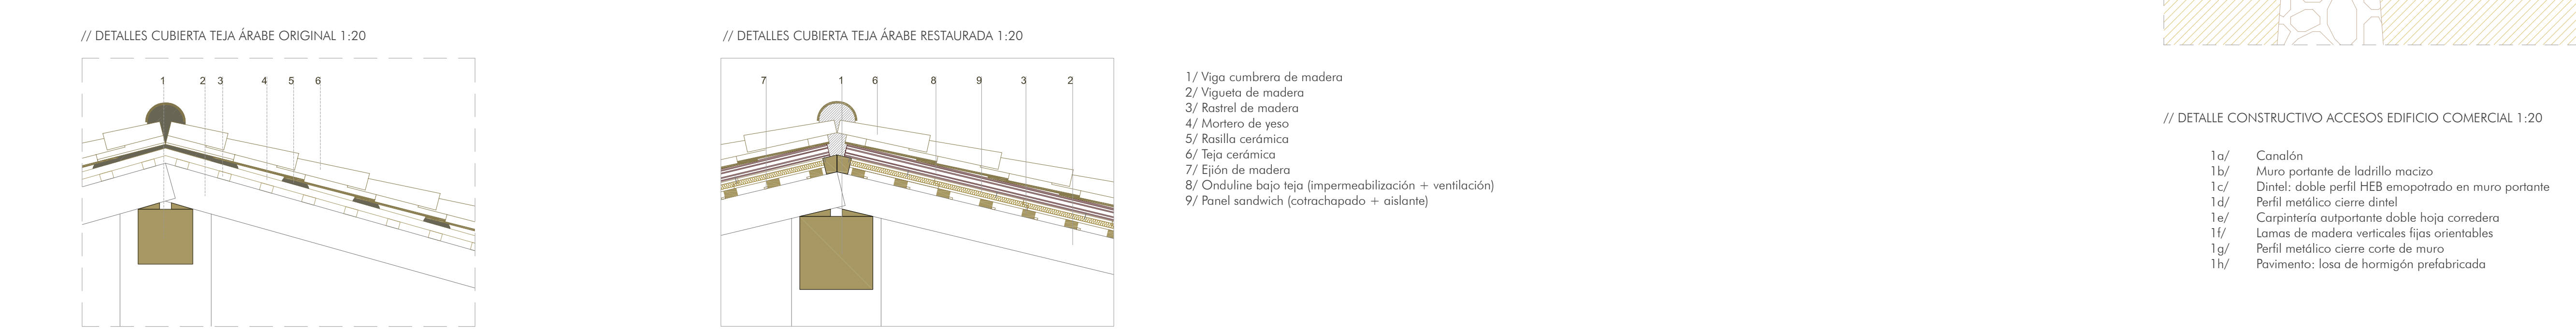 // DETALLES CUBIERTA TEJA ÁRABE ORIGINAL 1:20
1 2 3 4 5 6
// DETALLES CUBIERTA TEJA ÁRABE RESTAURADA 1:20
7 1 6 8 9 3 2
1/ Viga cumbrera de madera
2/ Vigueta de madera
3/ Rastrel de madera
4/ Mortero de yeso
5/ Rasilla cerámica
6/ Teja cerámica
7/ Ejión de madera
8/ Onduline bajo teja (impermeabilización + ventilación)
9/ Panel sandwich (cotrachapado + aislante)
// DETALLE CONSTRUCTIVO ACCESOS EDIFICIO COMERCIAL 1:20
1a/ Canalón
1b/ Muro portante de ladrillo macizo
1c/ Dintel: doble perfil HEB emopotrado en muro portante
1d/ Perfil metálico cierre dintel
1e/ Carpintería autportante doble hoja corredera
1f/ Lamas de madera verticales fijas orientables
1g/ Perfil metálico cierre corte de muro
1h/ Pavimento: losa de hormigón prefabricada